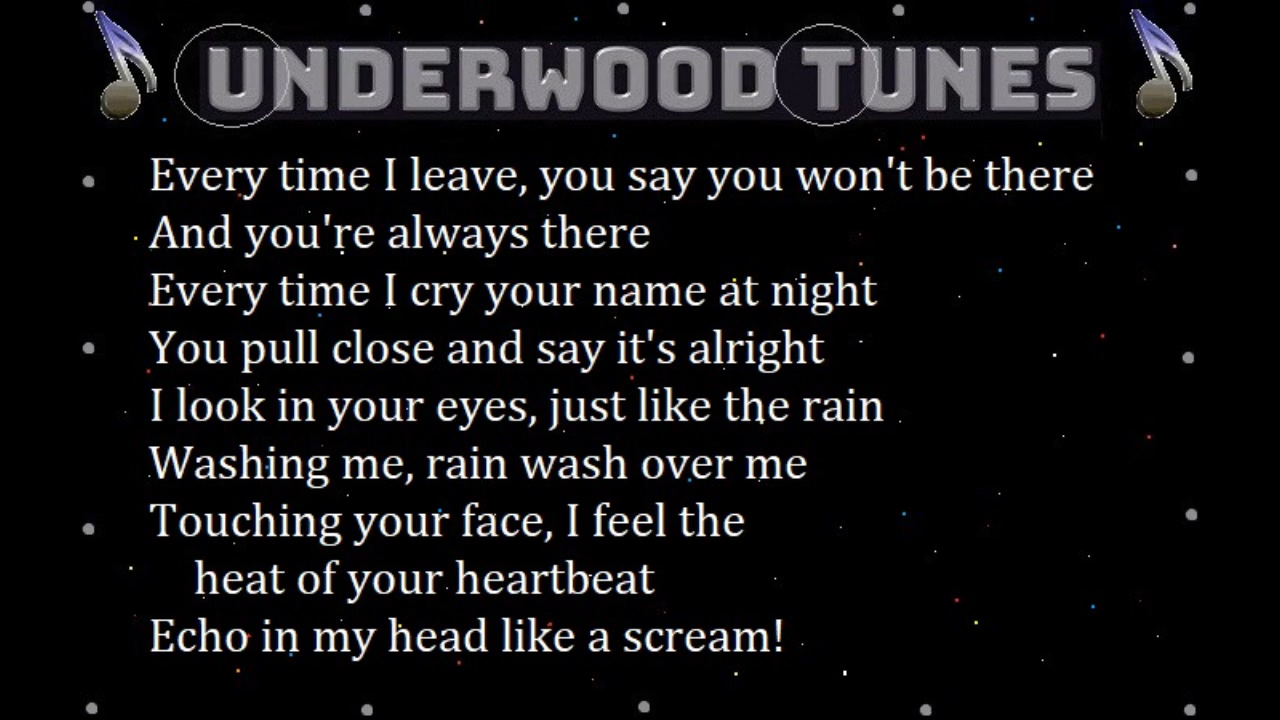 UNDERWOOD TUNES
Every time I leave, you say you won't be there
And you're always there
Every time I cry your name at night
You pull close and say it's alright
I look in your eyes, just like the rain
Washing me, rain wash over me
Touching your face, I feel the
heat of your heartbeat
Echo in my head like a scream!